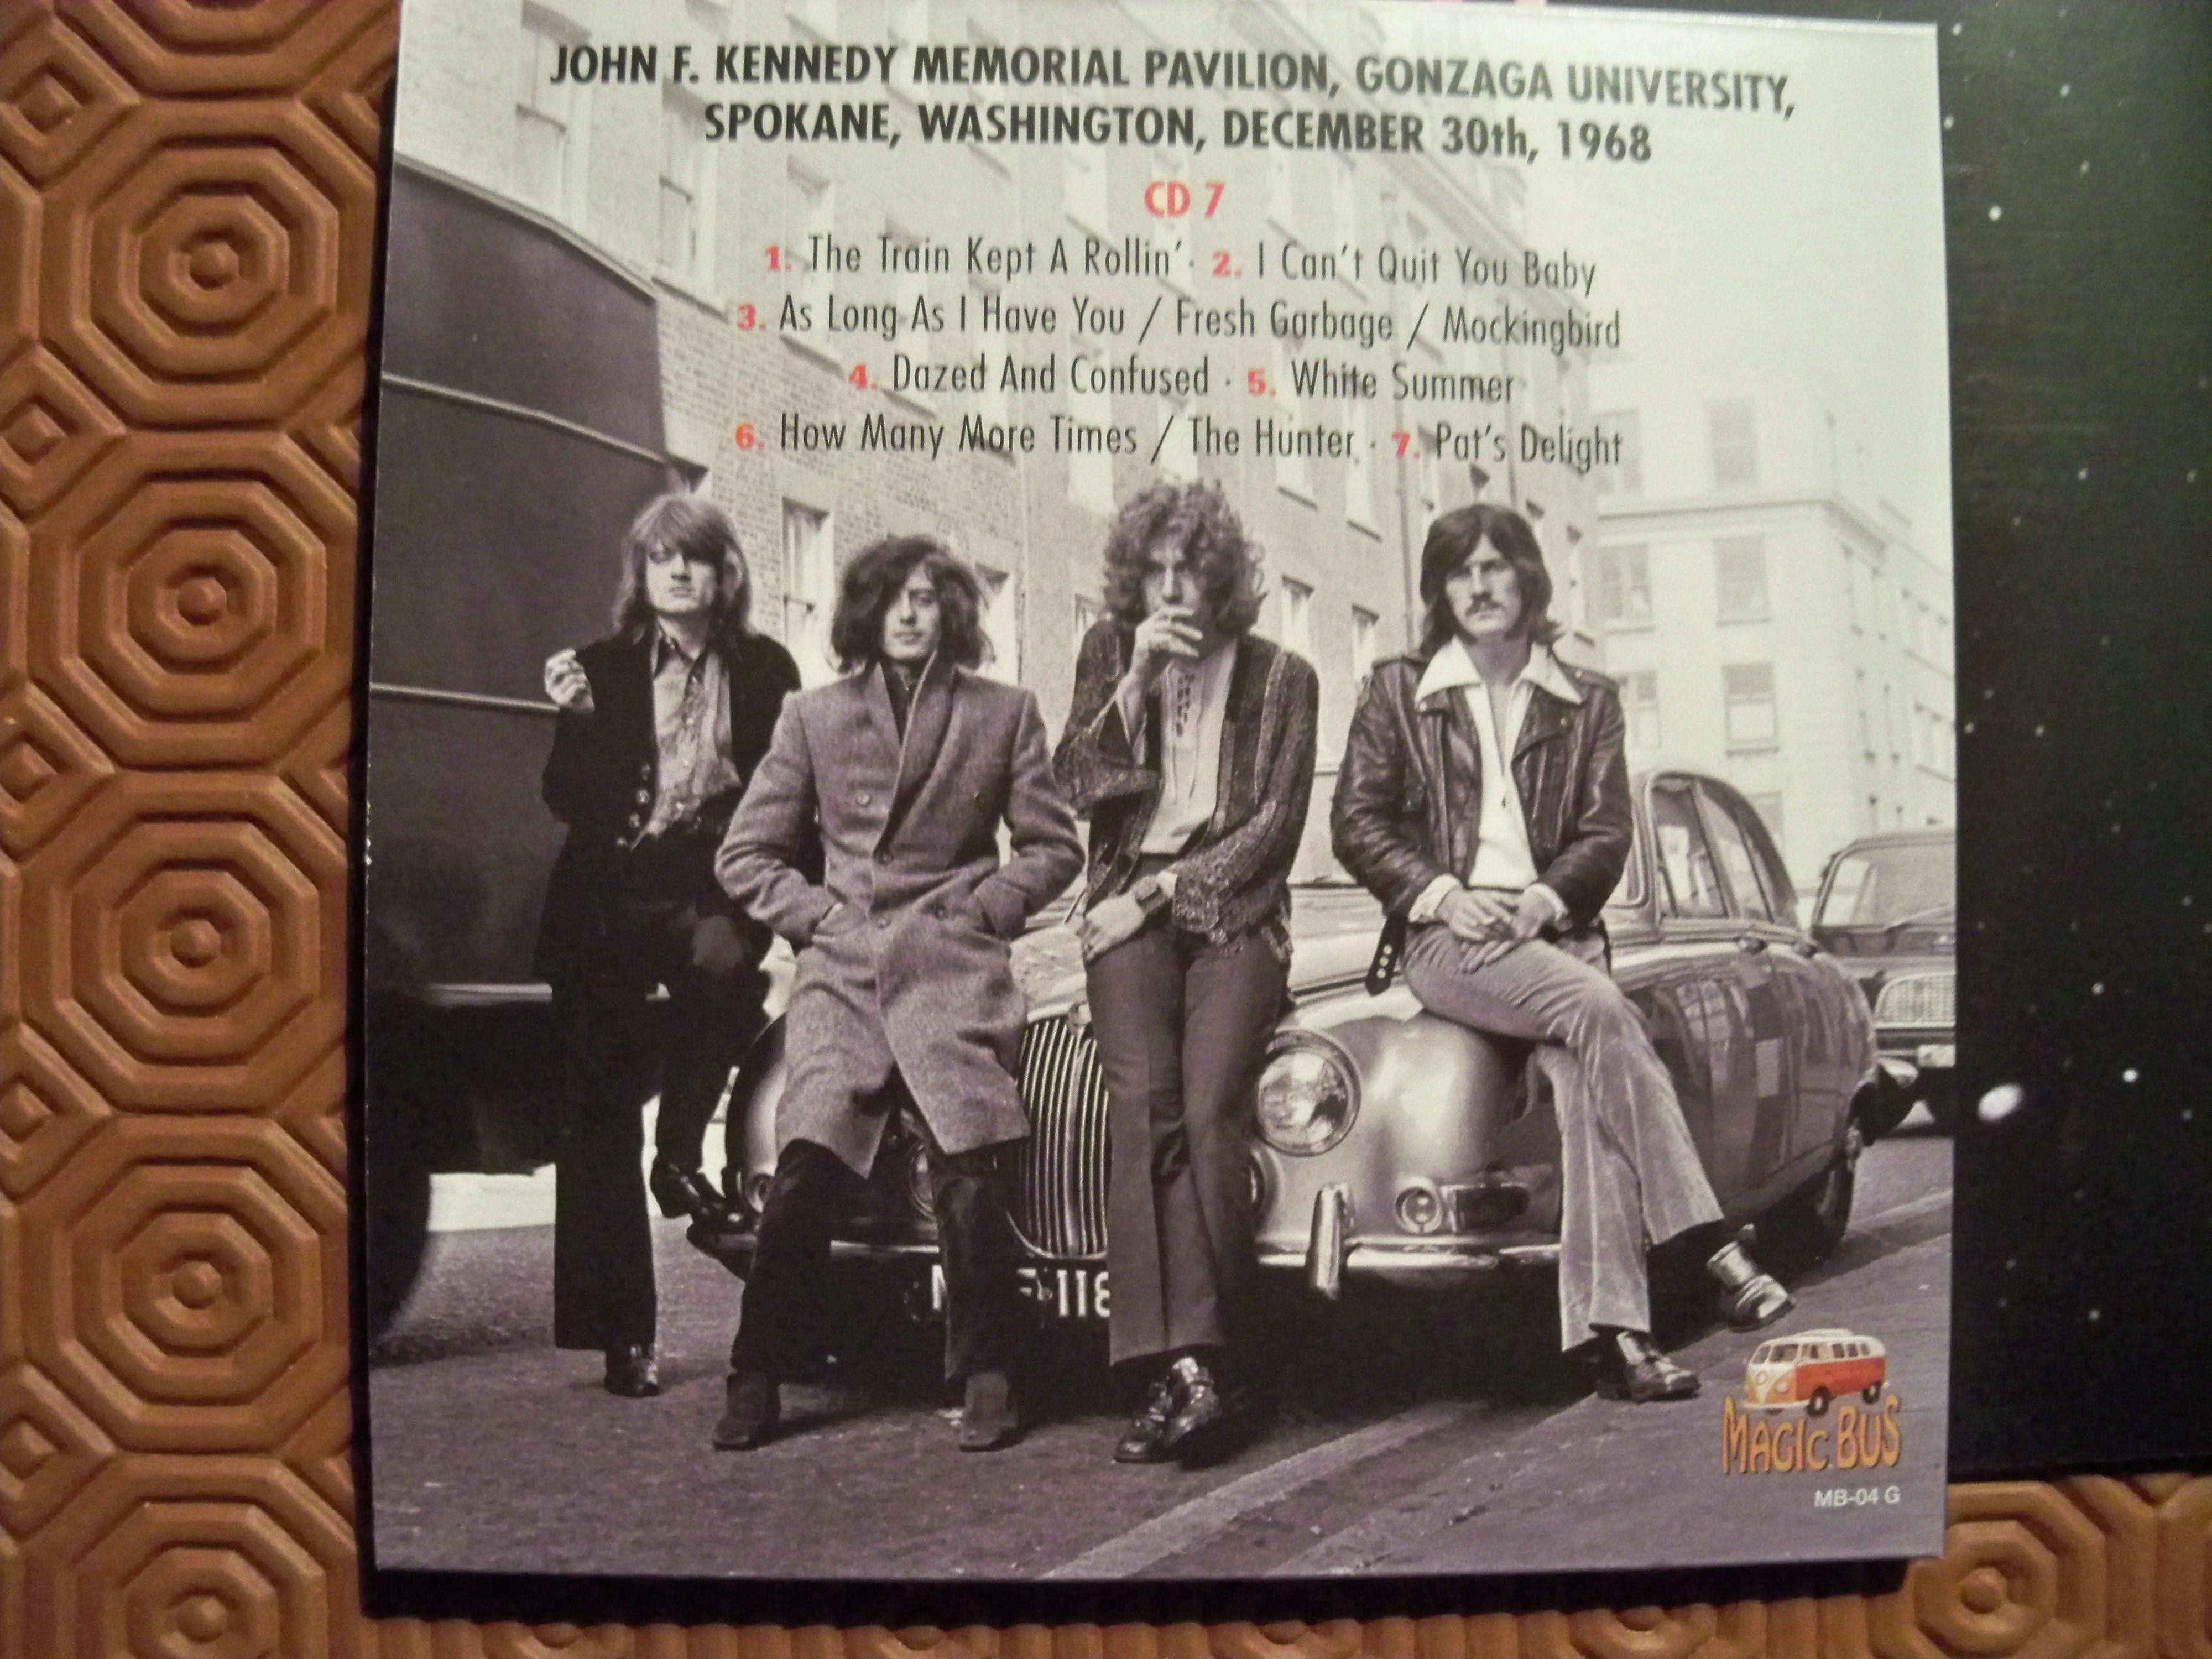 JOHN F. KENNEDY MEMORIAL PAVILION, GONZAGA UNIVERSITY,
SPOKANE, WASHINGTON, DECEMBER 30th, 1968
CD 7
1. The Train Kept A Rollin' · 2. I Can't Quit You Baby
3. As Long As I Have You / Fresh Garbage / Mockingbird
4. Dazed And Confused · 5. White Summer
6. How Many More Times / The Hunter · 7. Pat's Delight
MAGIC BUS
MB-04 G